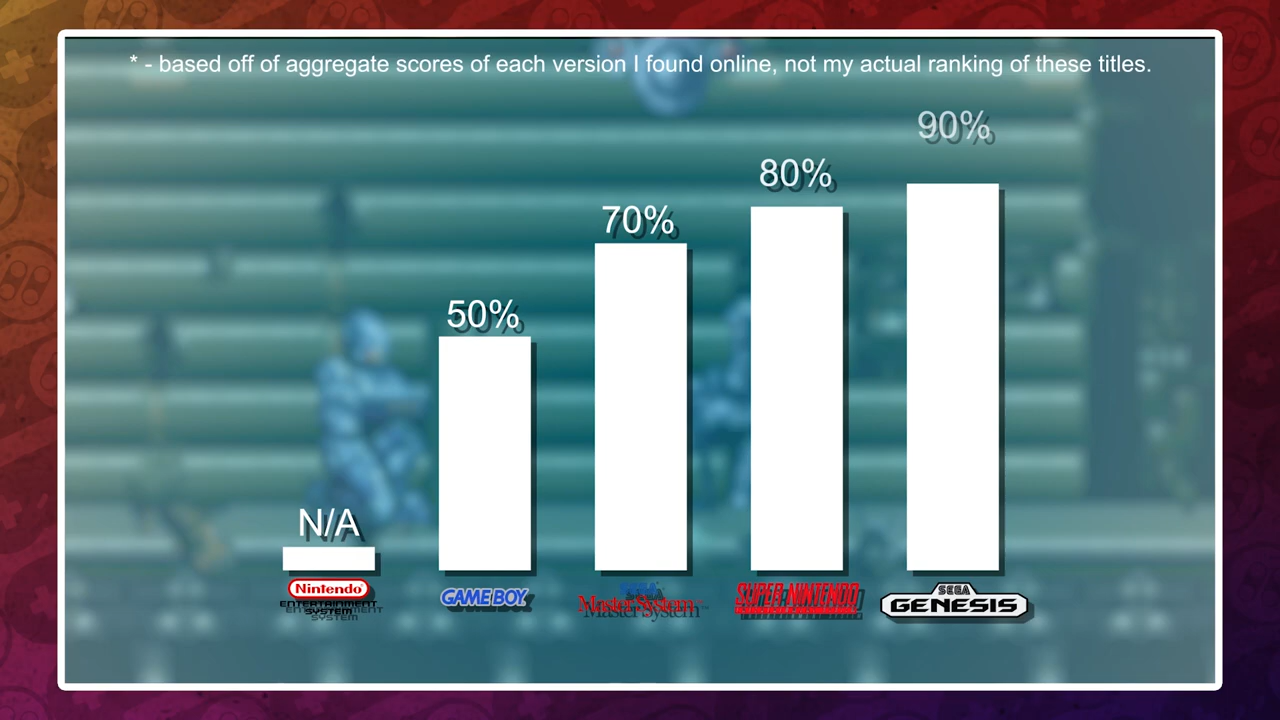 * - based off of aggregate scores of each version I found online, not my actual ranking of these titles.
90%
80%
70%
50%
N/A
Nintendo®
ENTERTAINMENT
SYSTEM
GAME BOY
SEGA
Master System™
SUPER NINTENDO
SEGA
GENESIS